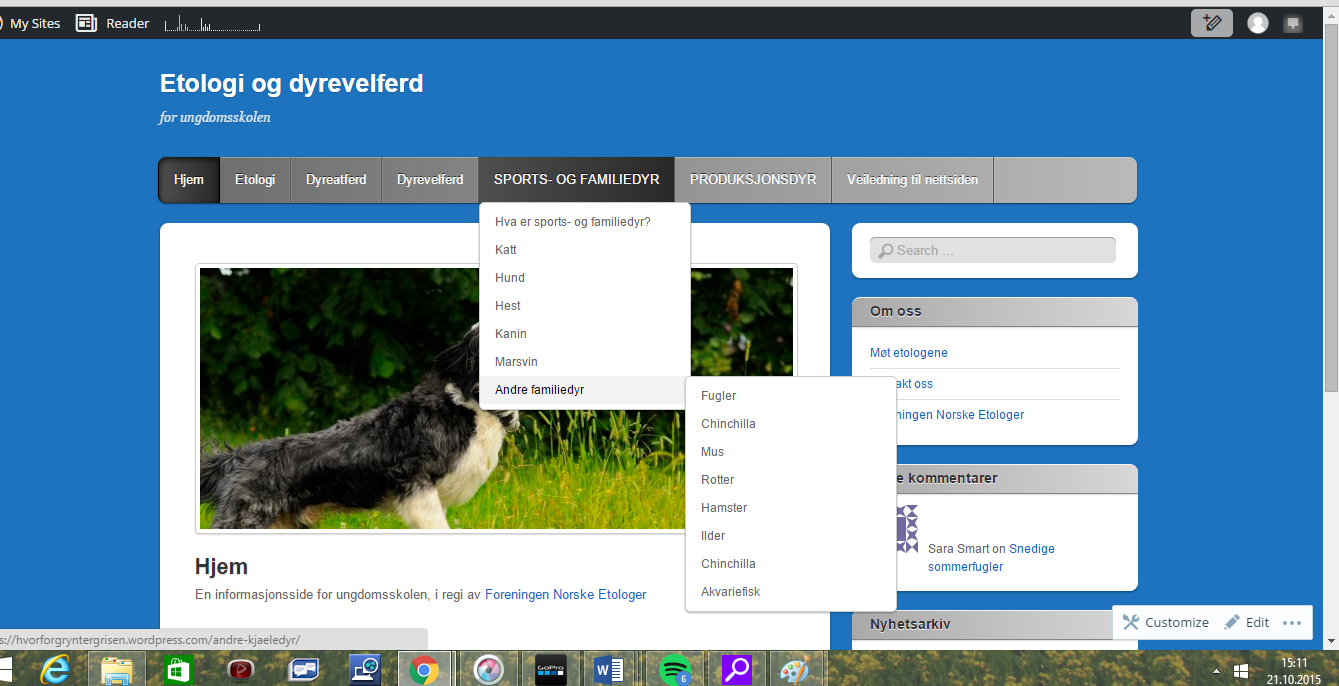 My Sites Reader
Etologi og dyrevelferd
for ungdomsskolen
Hjem Etologi Dyreatferd Dyrevelferd SPORTS- OG FAMILIEDYR PRODUKSJONSDYR Veiledning til nettsiden
Hva er sports- og familiedyr?
Katt
Hund
Hest
Kanin
Marsvin
Andre familiedyr
Fugler
Chinchilla
Mus
Rotter
Hamster
Ilder
Chinchilla
Akvariefisk
Search …
Om oss
Møt etologene
akt oss
ningen Norske Etologer
e kommentarer
Sara Smart on Snedige
sommerfugler
Nyhetsarkiv
Hjem
En informasjonsside for ungdomsskolen, i regi av Foreningen Norske Etologer
Customize Edit
s://hvorforgryntergrisen.wordpress.com/andre-kjaeledyr/
GoPro
W
6
15:11
21.10.2015